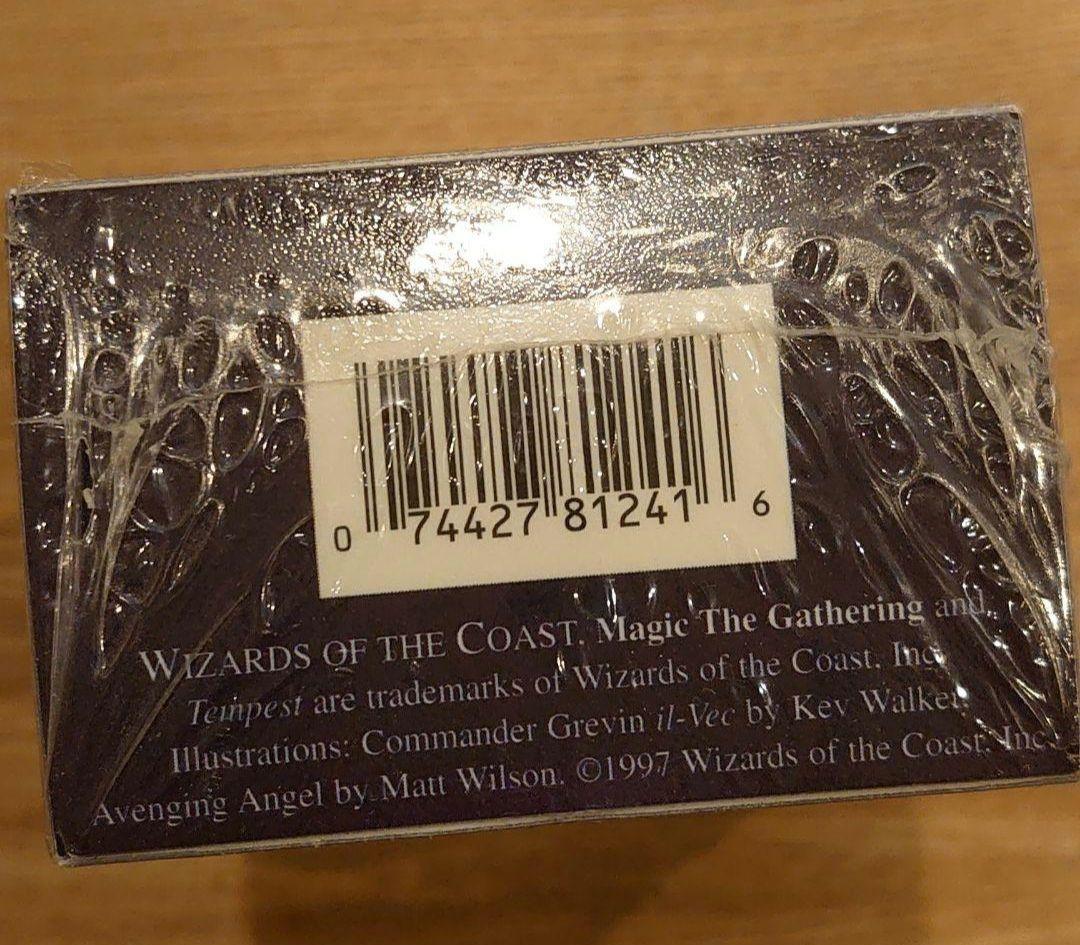 0 74427 81241 6
WIZARDS OF THE COAST. Magic The Gathering and
Tempest are trademarks of Wizards of the Coast, Inc.
Illustrations: Commander Grevin il-Vec by Kev Walker.
Avenging Angel by Matt Wilson. ©1997 Wizards of the Coast, Inc.